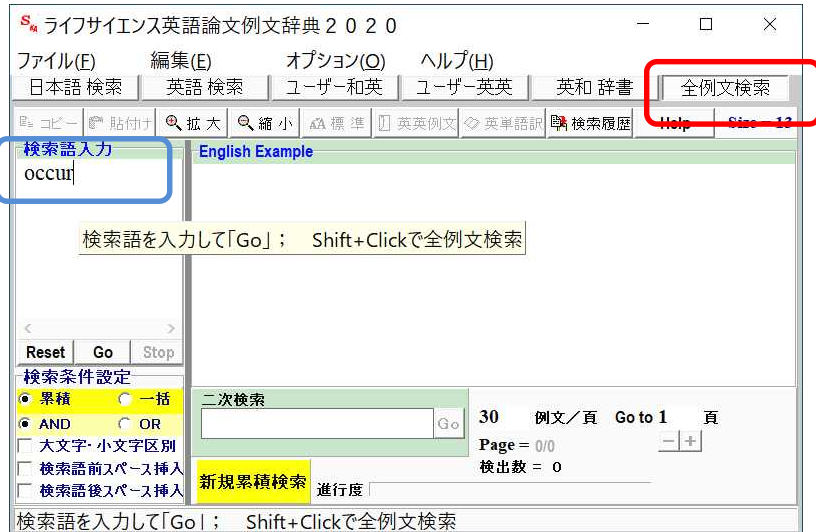 ライフサイエンス英語論文例文辞典２０２０
ファイル(F) 編集(E) オプション(O) ヘルプ(H)
日本語 検索 英語 検索 ユーザー和英 ユーザー英英 英和 辞書 全例文検索
コピー 貼付け 拡 大 縮 小 標 準 英英例文 英単語訳 検索履歴 Help Size = 13
検索語入力 English Example
occur
検索語を入力して「Go」； Shift+Clickで全例文検索
Reset Go Stop
検索条件設定
累積 一括
AND OR
大文字･小文字区別
検索語前スペース挿入
検索語後スペース挿入
二次検索
Go
新規累積検索 進行度
30 例文／頁 Go to 1 頁
Page = 0/0
検出数 = 0
検索語を入力して「Go」； Shift+Clickで全例文検索